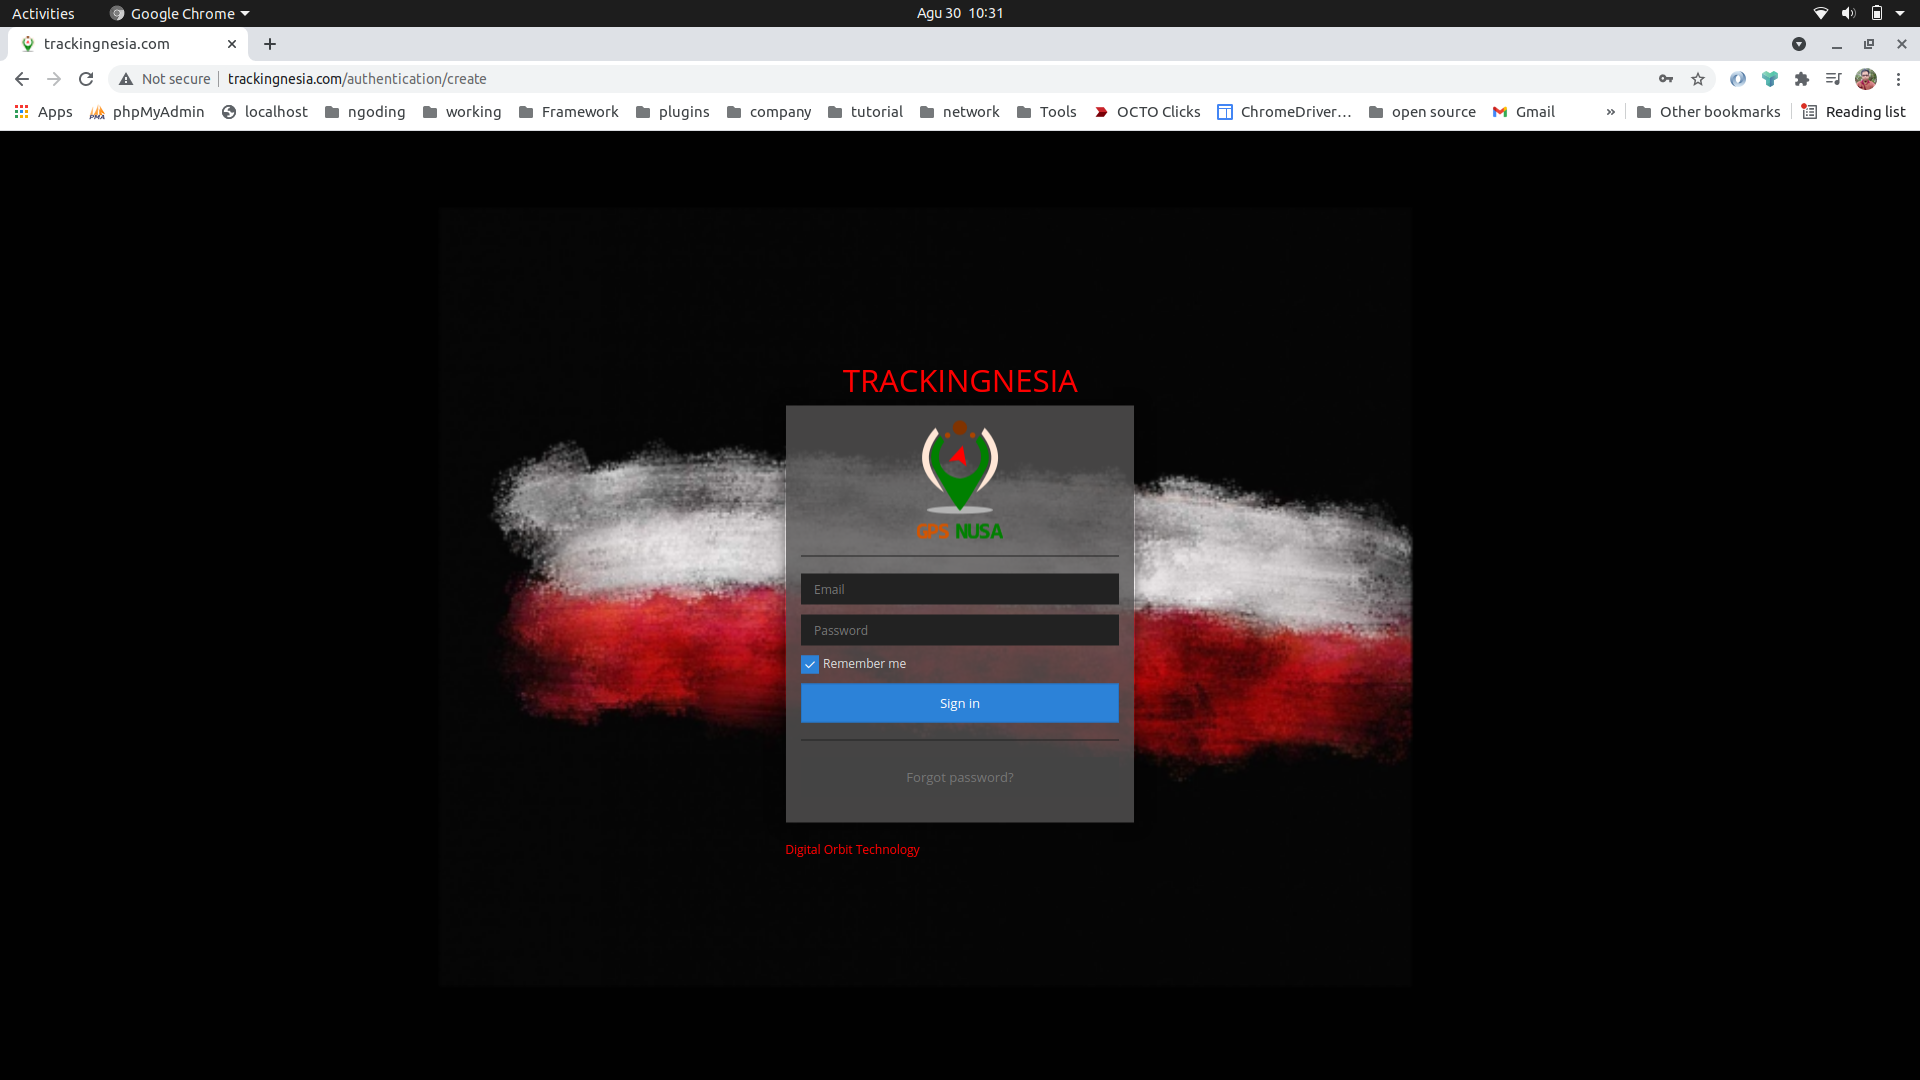 Activities Google Chrome Agu 30 10:31
trackingnesia.com
Not secure trackingnesia.com/authentication/create
Apps phpMyAdmin localhost ngoding working Framework plugins company tutorial network Tools OCTO Clicks ChromeDriver... open source Gmail » Other bookmarks Reading list
TRACKINGNESIA
GPS NUSA
Email
Password
Remember me
Sign in
Forgot password?
Digital Orbit Technology